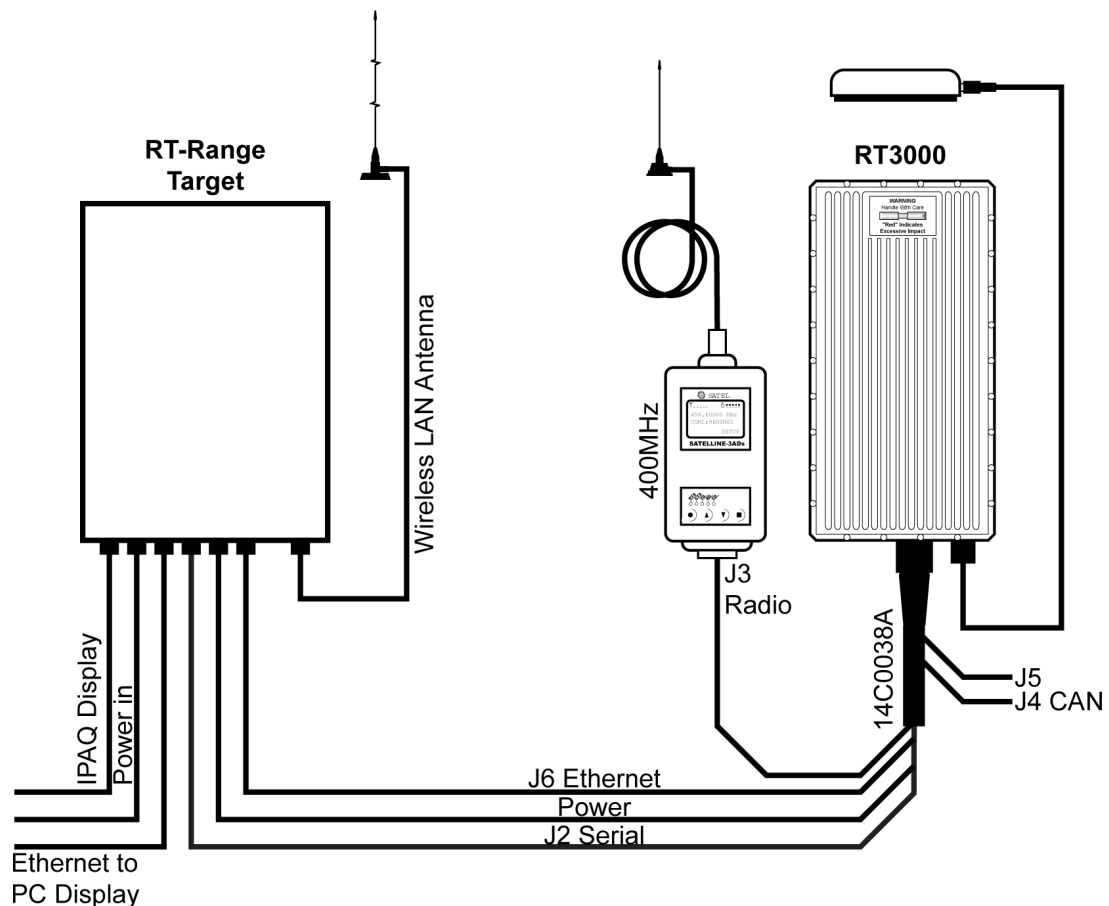 RT-Range
Target
RT3000
WARNING
Handle With Care
"Red" Indicates
Excessive Impact
Wireless LAN Antenna
400MHz
SATEL
COM1:9600N81
SETUP
SATELLINE-3ADs
J3
Radio
14C0038A
J5
J4 CAN
IPAQ Display
Power in
J6 Ethernet
Power
J2 Serial
Ethernet to
PC Display